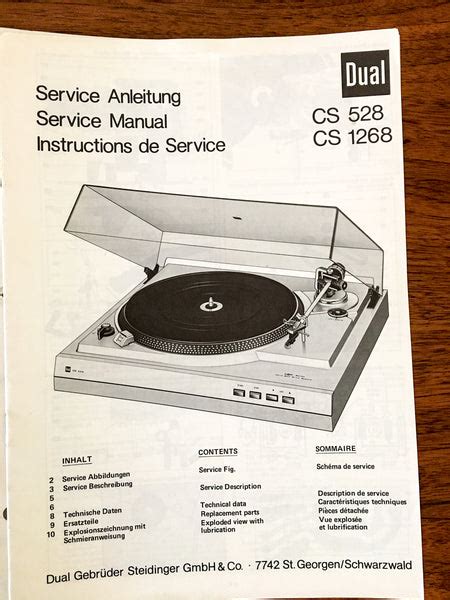 Dual
Service Anleitung
Service Manual
Instructions de Service
CS 528
CS 1268
INHALT
2 Service Abbildungen
3 Service Beschreibung
5
6
8 Technische Daten
9 Ersatzteile
10 Explosionszeichnung mit
Schmieranweisung
CONTENTS
Service Fig.
Service Description
Technical data
Replacement parts
Exploded view with
lubrication
SOMMAIRE
Schéma de service
Description de service
Caractéristiques techniques
Pièces détachée
Vue explosée
et lubrification
Dual Gebrüder Steidinger GmbH & Co. · 7742 St. Georgen/Schwarzwald